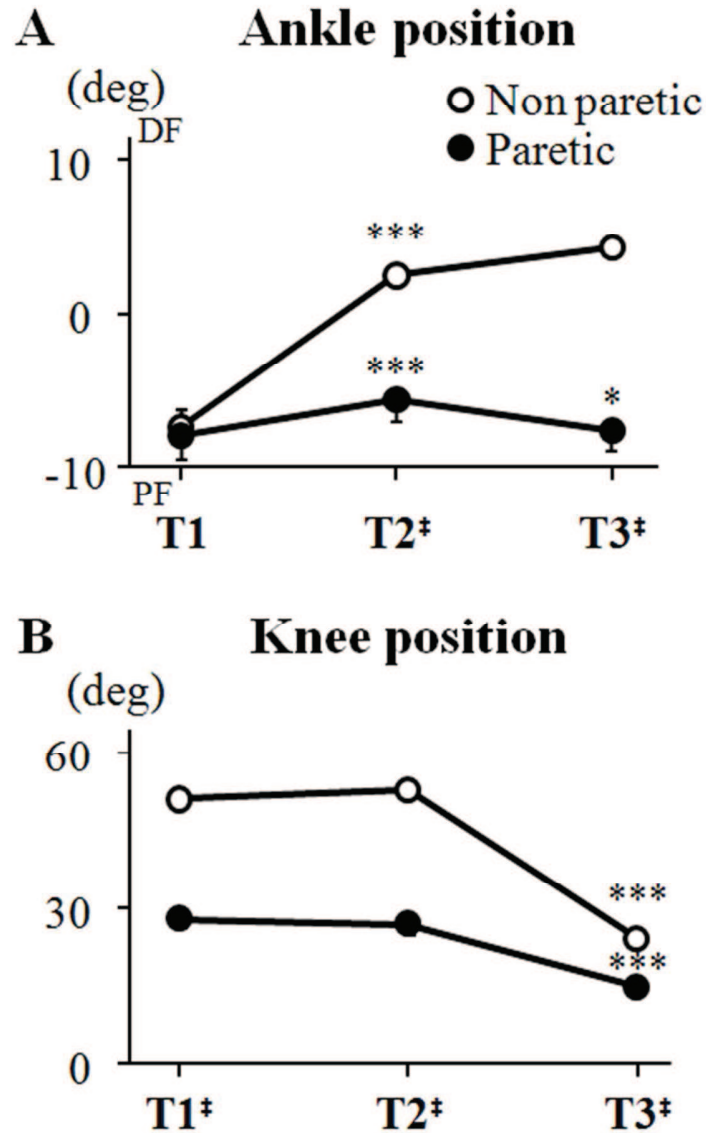 A Ankle position
(deg)
DF
○ Non paretic
● Paretic
10
***
0
***
*
-10
PF
T1 T2‡ T3‡
B Knee position
(deg)
60
***
30
***
0
T1‡ T2‡ T3‡